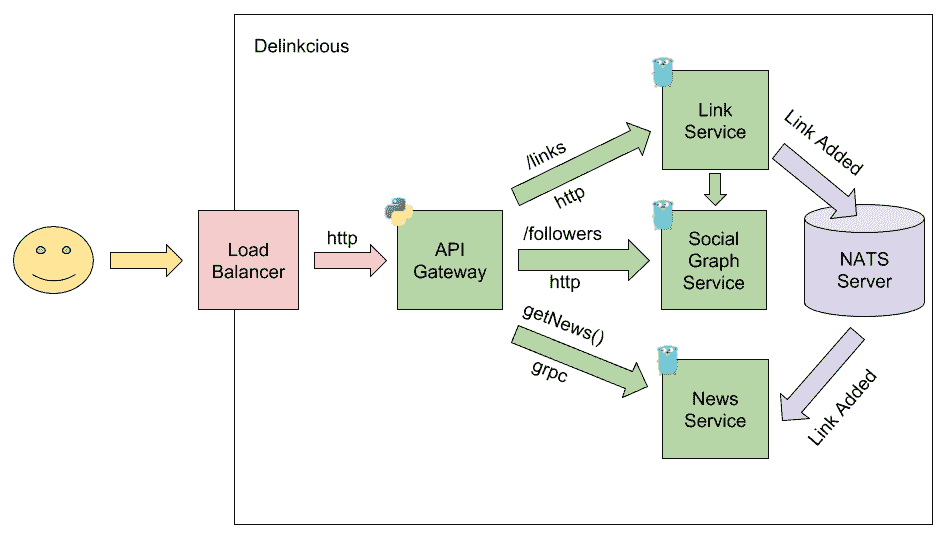 Delinkcious
Link
Service
Link Added
/links
http
Load
Balancer
http
API
Gateway
/followers
http
Social
Graph
Service
NATS
Server
getNews()
grpc
News
Service
Link Added